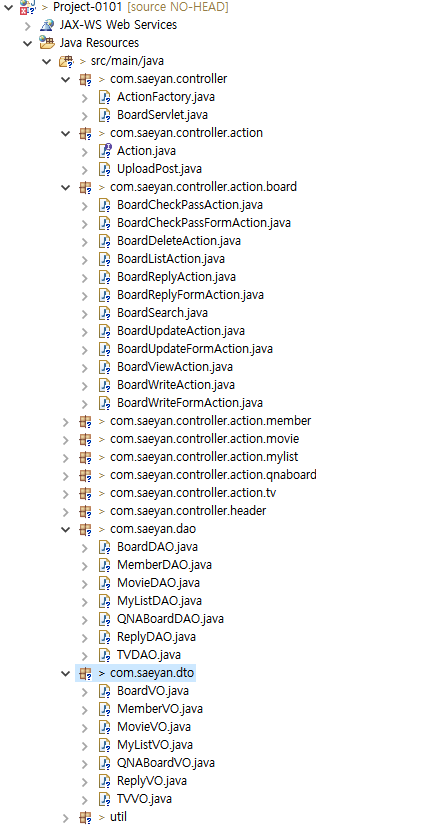 > Project-0101 [source NO-HEAD]
JAX-WS Web Services
Java Resources
> src/main/java
> com.saeyan.controller
ActionFactory.java
BoardServlet.java
> com.saeyan.controller.action
Action.java
UploadPost.java
> com.saeyan.controller.action.board
BoardCheckPassAction.java
BoardCheckPassFormAction.java
BoardDeleteAction.java
BoardListAction.java
BoardReplyAction.java
BoardReplyFormAction.java
BoardSearch.java
BoardUpdateAction.java
BoardUpdateFormAction.java
BoardViewAction.java
BoardWriteAction.java
BoardWriteFormAction.java
> com.saeyan.controller.action.member
> com.saeyan.controller.action.movie
> com.saeyan.controller.action.mylist
> com.saeyan.controller.action.qnaboard
> com.saeyan.controller.action.tv
> com.saeyan.controller.header
> com.saeyan.dao
BoardDAO.java
MemberDAO.java
MovieDAO.java
MyListDAO.java
QNABoardDAO.java
ReplyDAO.java
TVDAO.java
> com.saeyan.dto
BoardVO.java
MemberVO.java
MovieVO.java
MyListVO.java
QNABoardVO.java
ReplyVO.java
TVVO.java
> util